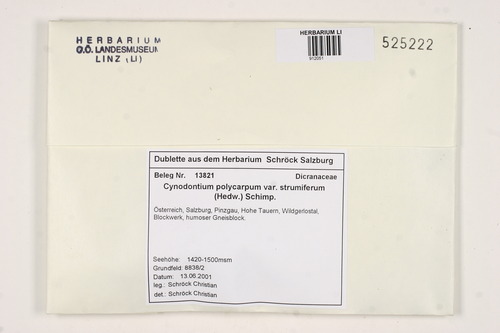 HERBARIUM
O.Ö. LANDESMUSEUM
LINZ (LI)
HERBARIUM LI
912051
525222
Dublette aus dem Herbarium Schröck Salzburg
Beleg Nr. 13821 Dicranaceae
Cynodontium polycarpum var. strumiferum
(Hedw.) Schimp.
Österreich, Salzburg, Pinzgau, Hohe Tauern, Wildgerlostal,
Blockwerk; humoser Gneisblock.
Seehöhe: 1420-1500msm
Grundfeld: 8838/2
Datum: 13.06.2001
leg.: Schröck Christian
det.: Schröck Christian